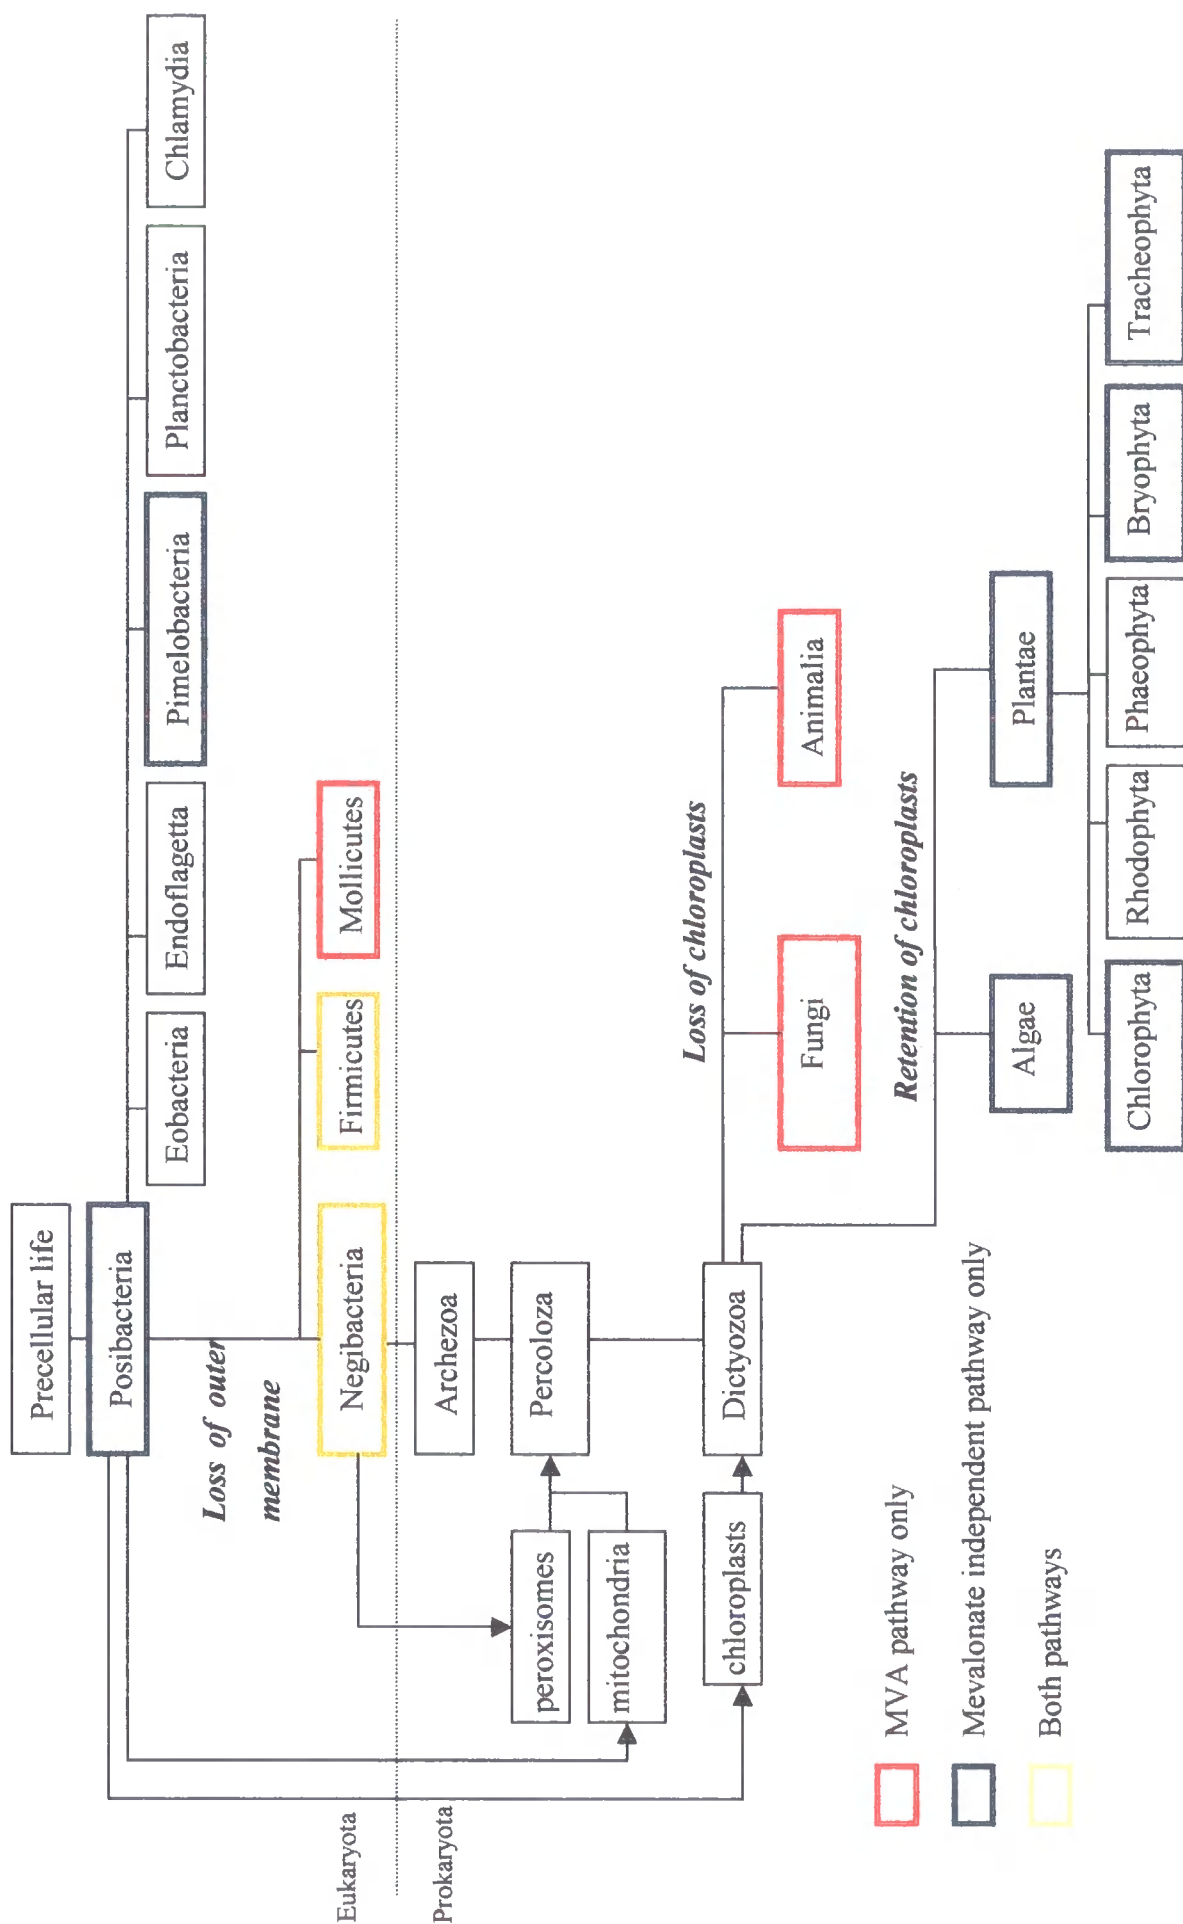 Precellular life
Posibacteria
Eobacteria
Endoflagetta
Pimelobacteria
Planctobacteria
Chlamydia
Loss of outer
membrane
Negibacteria
Firmicutes
Mollicutes
Eukaryota
Prokaryota
Archezoa
peroxisomes
mitochondria
Percoloza
chloroplasts
Dictyozoa
Loss of chloroplasts
Fungi
Animalia
Retention of chloroplasts
Algae
Plantae
Chlorophyta
Rhodophyta
Phaeophyta
Bryophyta
Tracheophyta
MVA pathway only
Mevalonate independent pathway only
Both pathways